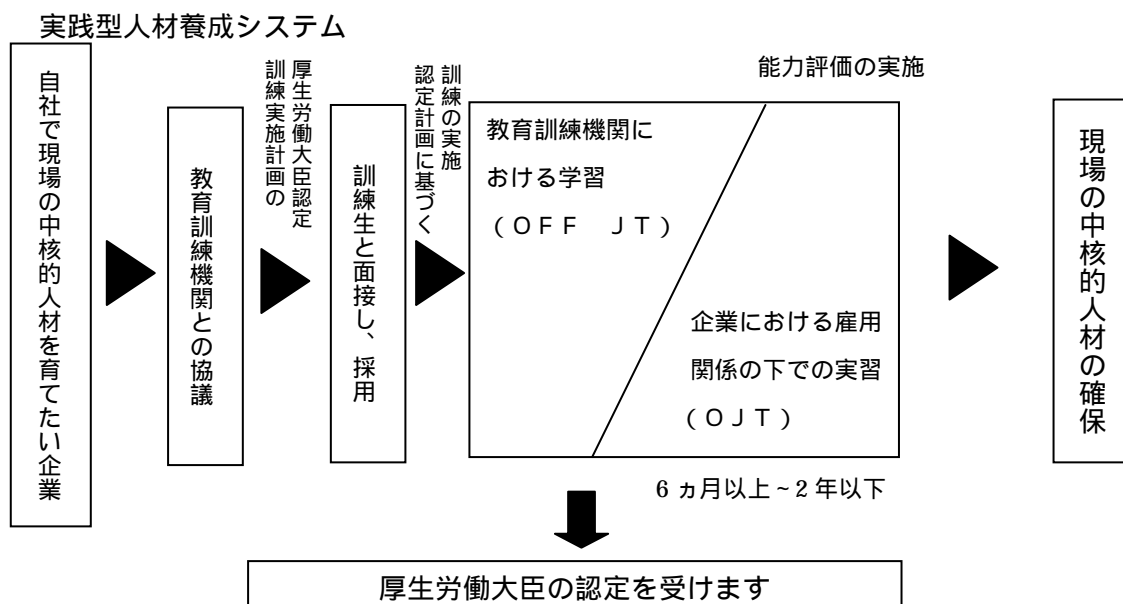 実践型人材養成システム
自社で現場の中核的人材を育てたい企業
教育訓練機関との協議
厚生労働大臣認定
訓練実施計画の
訓練生と面接し、採用
訓練の実施
認定計画に基づく
能力評価の実施
教育訓練機関に
おける学習
(OFF JT)
企業における雇用
関係の下での実習
(OJT)
6ヵ月以上~2年以下
現場の中核的人材の確保
厚生労働大臣の認定を受けます